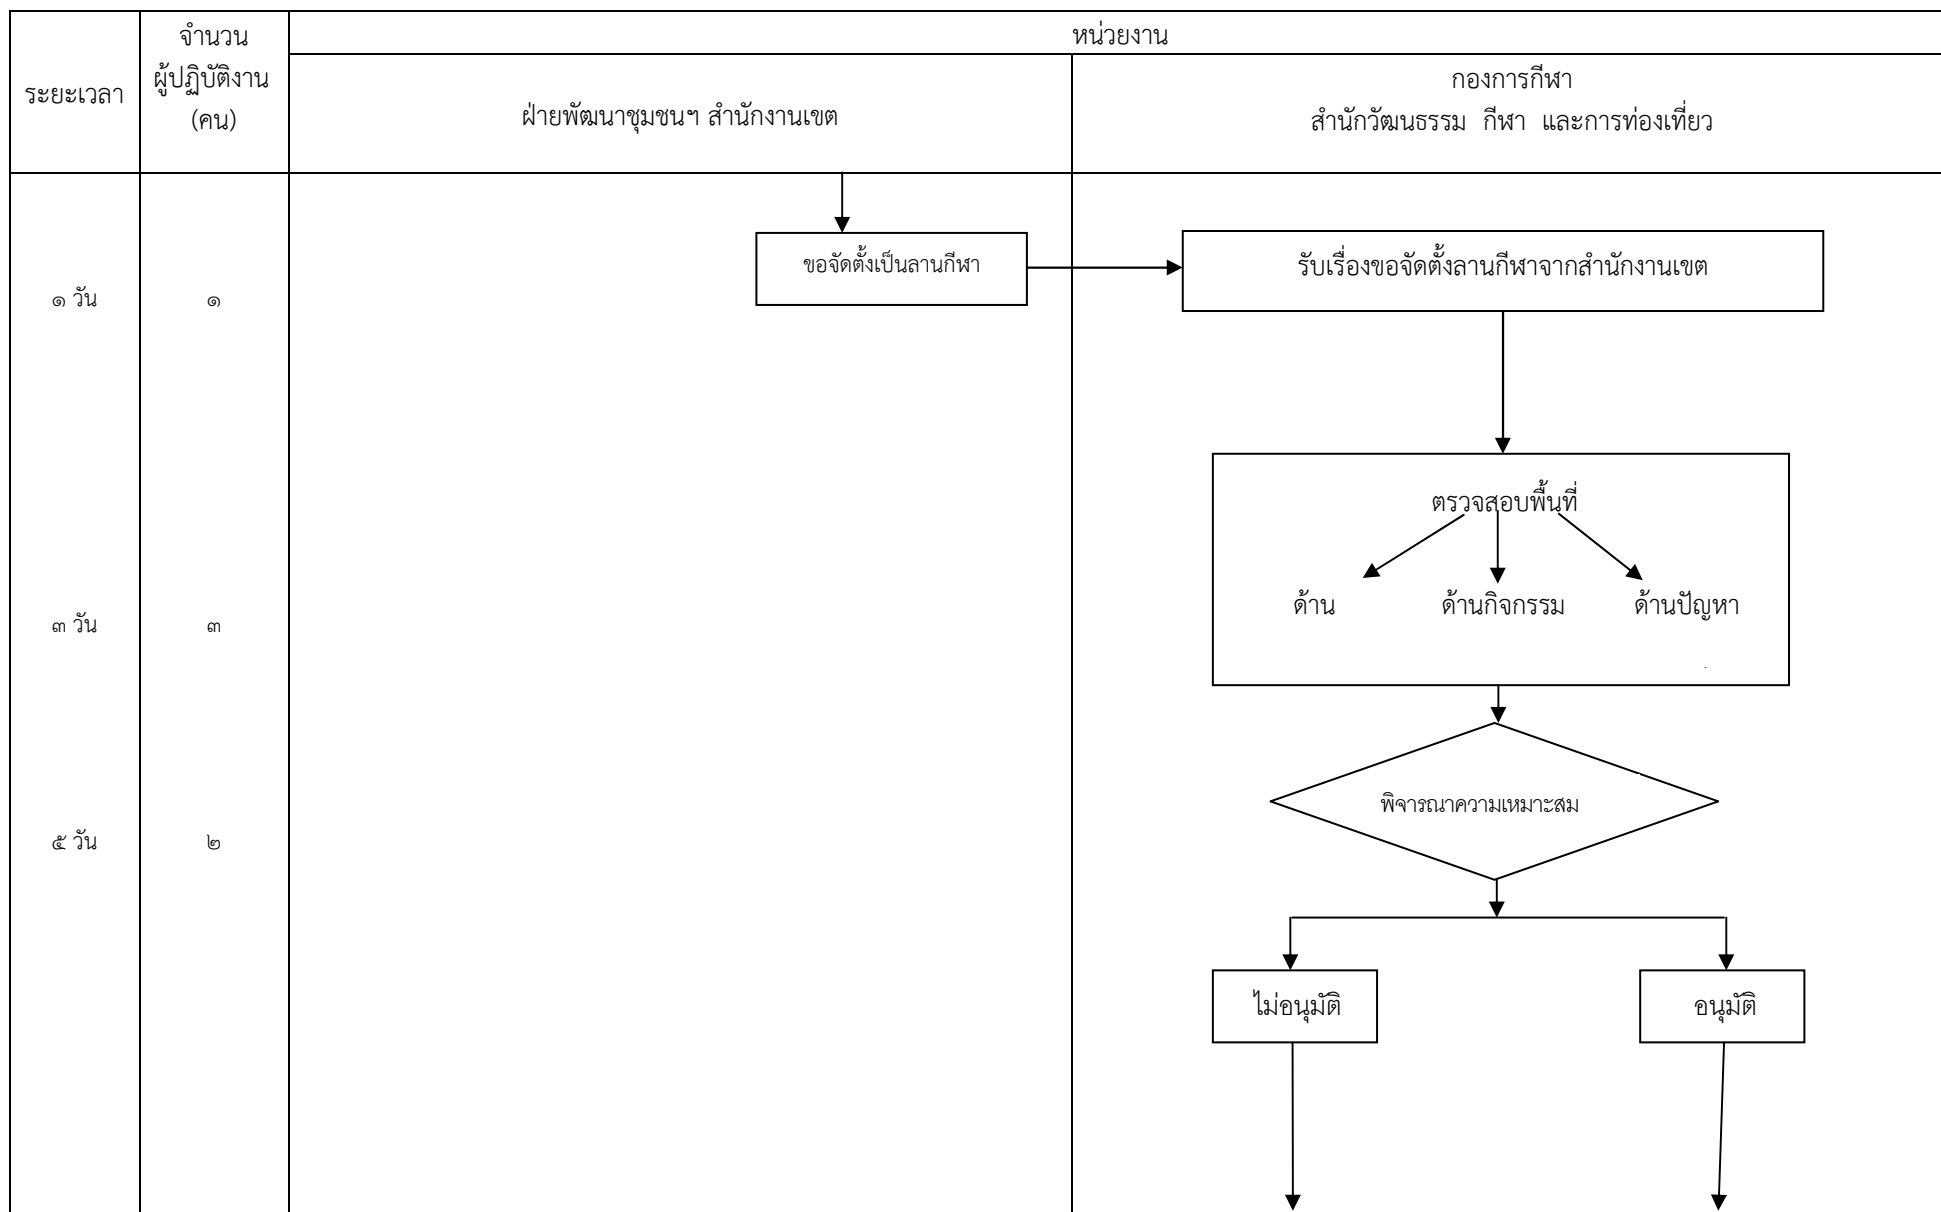 ระยะเวลา
จำนวน
ผู้ปฏิบัติงาน
(คน)
หน่วยงาน
ฝ่ายพัฒนาชุมชนฯ สำนักงานเขต
กองการกีฬา
สำนักวัฒนธรรม กีฬา และการท่องเที่ยว
ขอจัดตั้งเป็นลานกีฬา
รับเรื่องขอจัดตั้งลานกีฬาจากสำนักงานเขต
๑ วัน
๑
ตรวจสอบพื้นที่
ด้าน
ด้านกิจกรรม
ด้านปัญหา
๓ วัน
๓
พิจารณาความเหมาะสม
๕ วัน
๒
ไม่อนุมัติ
อนุมัติ